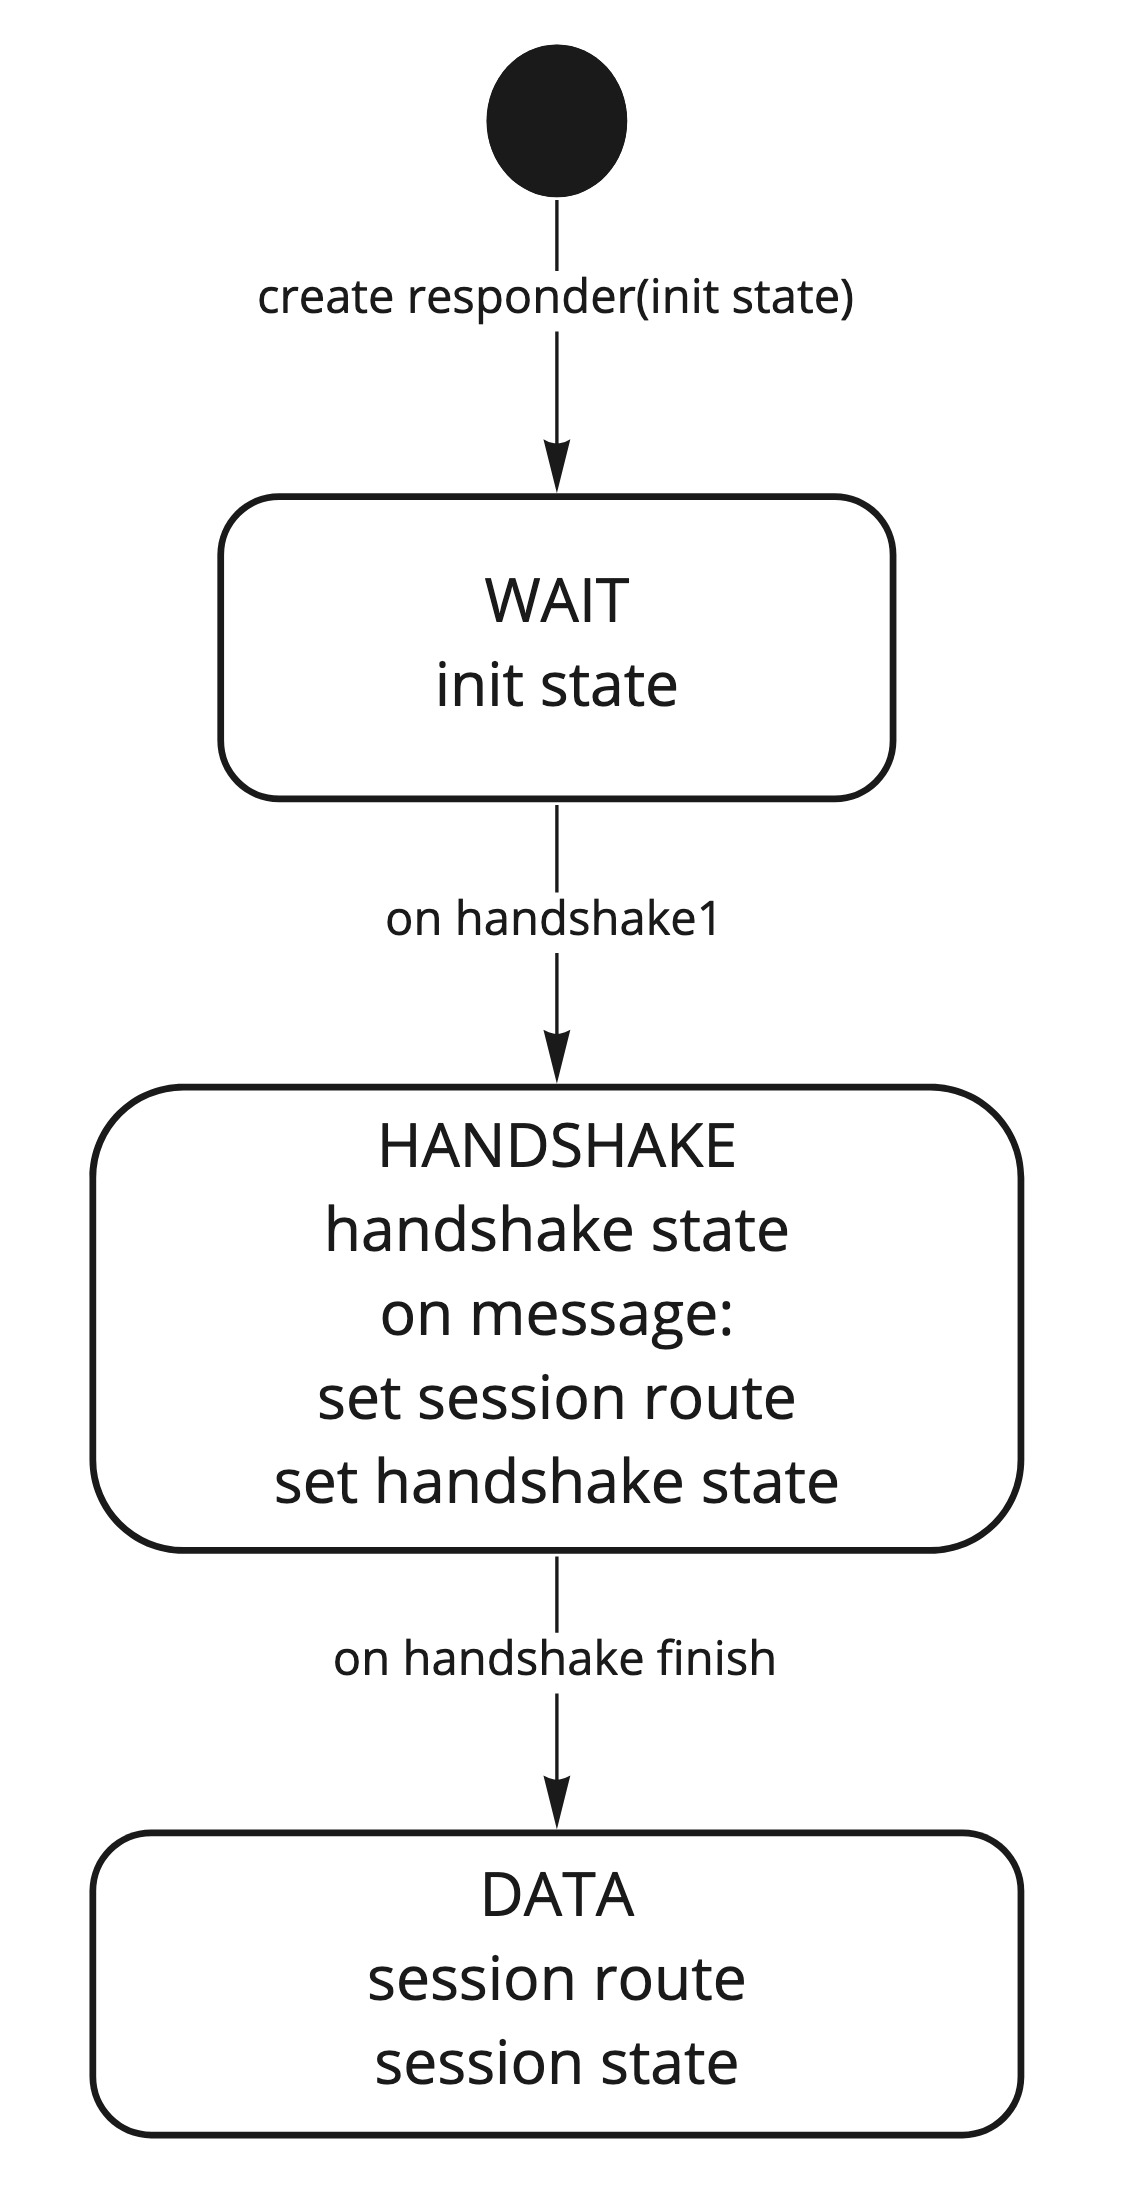 create responder(init state)
WAIT
init state
on handshake1
HANDSHAKE
handshake state
on message:
set session route
set handshake state
on handshake finish
DATA
session route
session state